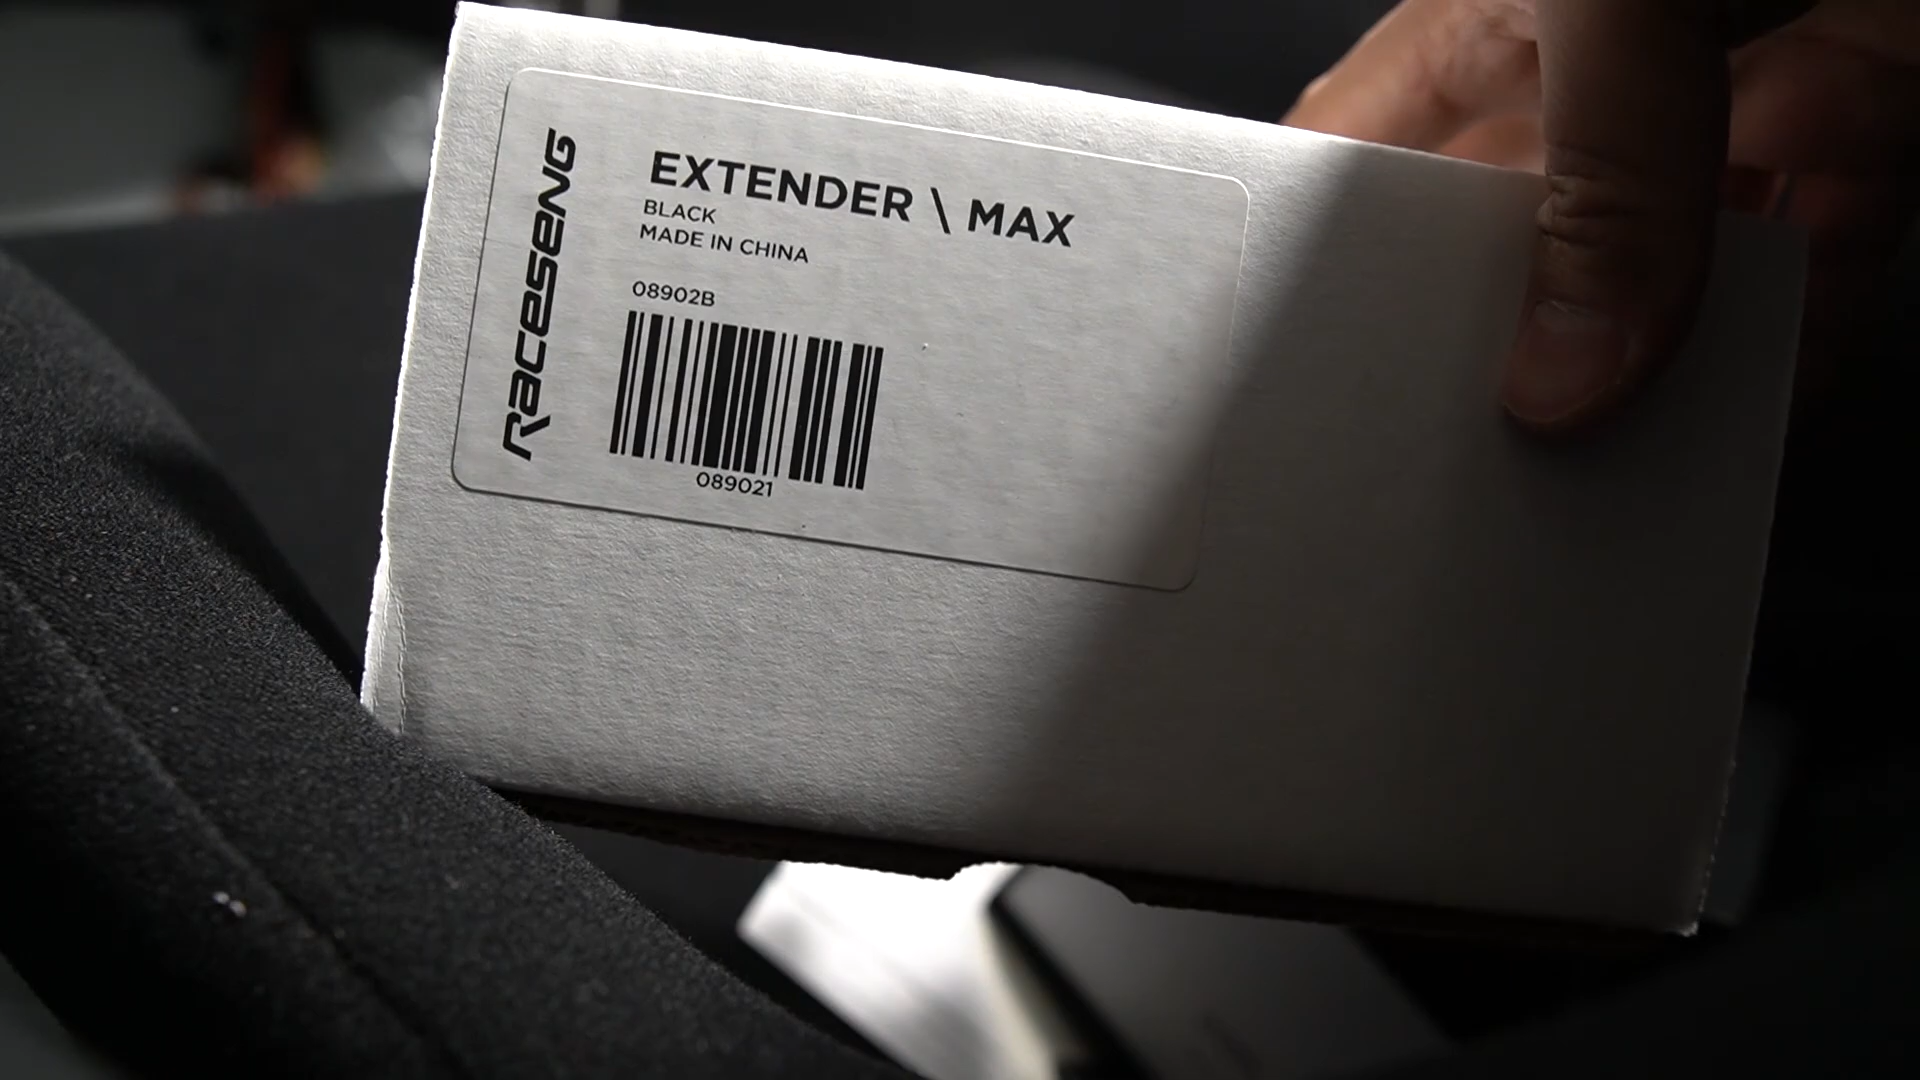 Raceseng
EXTENDER \ MAX
BLACK
MADE IN CHINA
08902B
089021